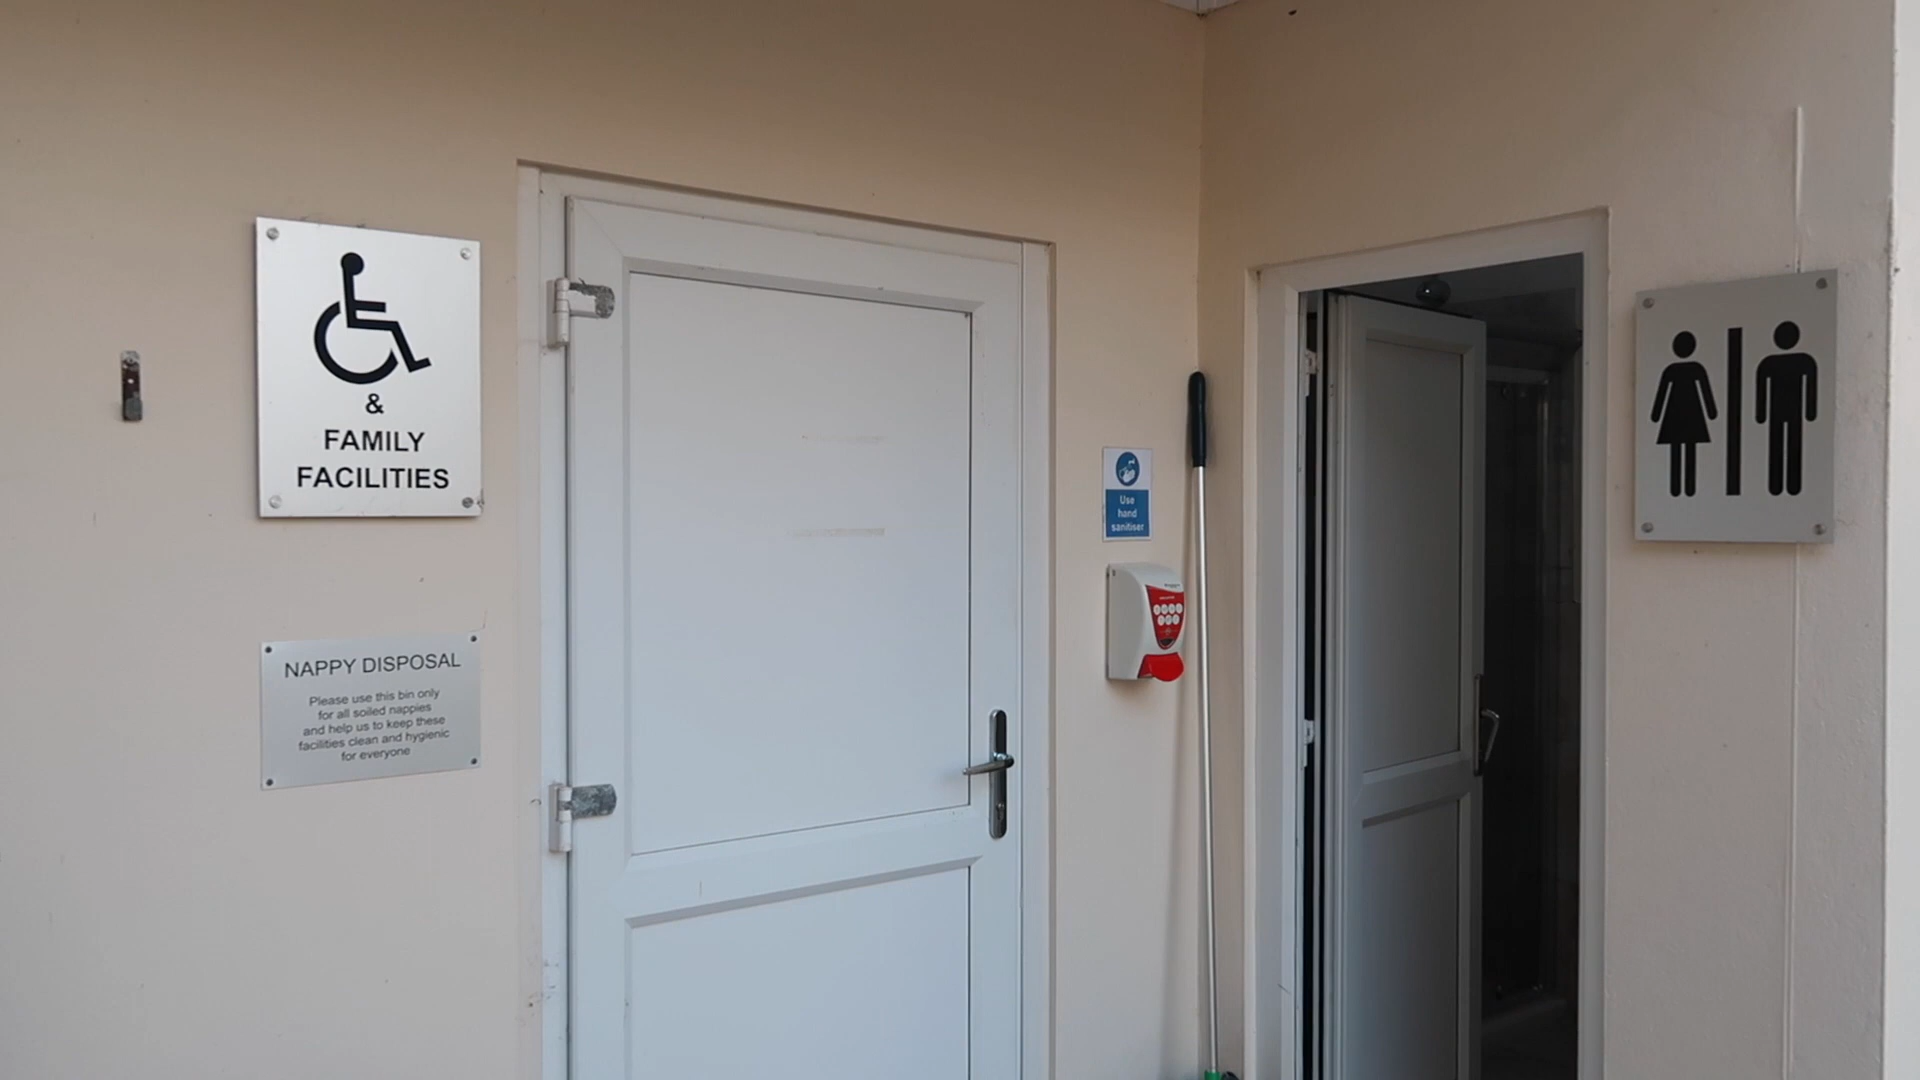 &
FAMILY
FACILITIES
NAPPY DISPOSAL
Please use this bin only
for all soiled nappies
and help us to keep these
facilities clean and hygienic
for everyone
Use
hand
sanitiser